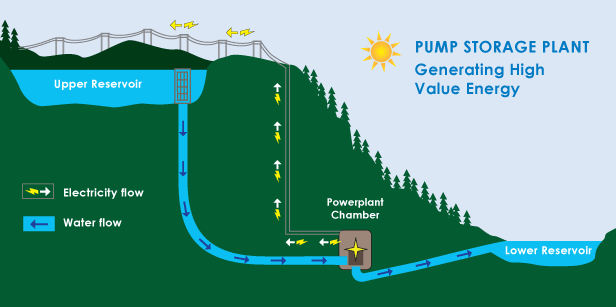 PUMP STORAGE PLANT
Generating High
Value Energy
Upper Reservoir
Electricity flow
Water flow
Powerplant
Chamber
Lower Reservoir